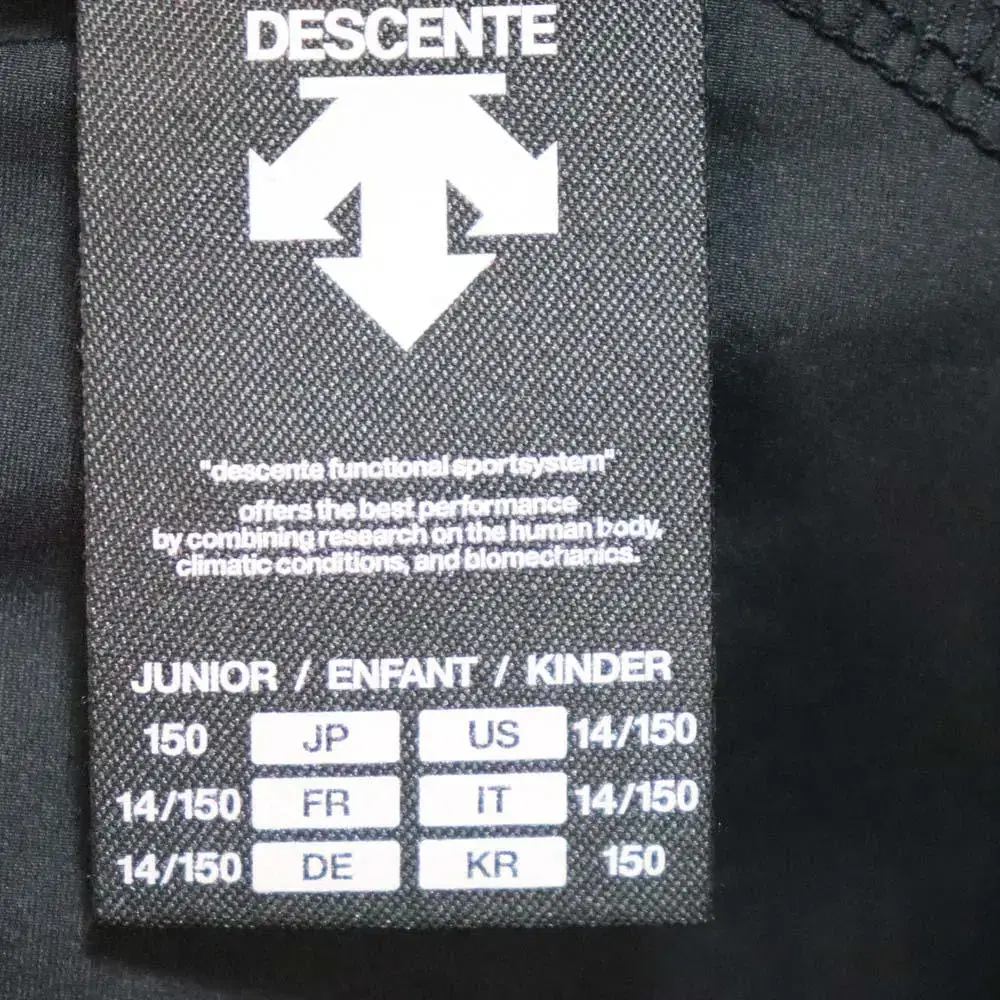 DESCENTE
"descente functional sportsystem"
offers the best performance
by combining research on the human body,
climatic conditions, and biomechanics.
JUNIOR / ENFANT / KINDER
150 JP US 14/150
14/150 FR IT 14/150
14/150 DE KR 150